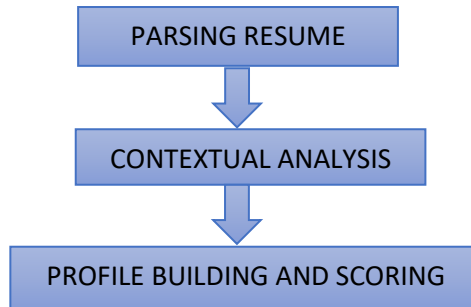 PARSING RESUME
CONTEXTUAL ANALYSIS
PROFILE BUILDING AND SCORING